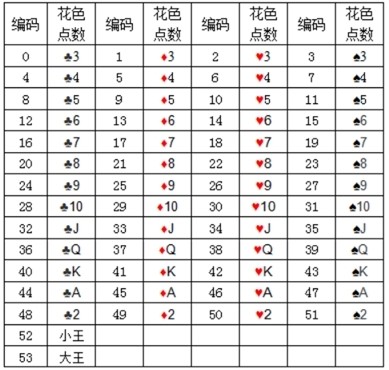 编码 花色点数 编码 花色点数 编码 花色点数 编码 花色点数
0 ♣3 1 ♦3 2 ♥3 3 ♠3
4 ♣4 5 ♦4 6 ♥4 7 ♠4
8 ♣5 9 ♦5 10 ♥5 11 ♠5
12 ♣6 13 ♦6 14 ♥6 15 ♠6
16 ♣7 17 ♦7 18 ♥7 19 ♠7
20 ♣8 21 ♦8 22 ♥8 23 ♠8
24 ♣9 25 ♦9 26 ♥9 27 ♠9
28 ♣10 29 ♦10 30 ♥10 31 ♠10
32 ♣J 33 ♦J 34 ♥J 35 ♠J
36 ♣Q 37 ♦Q 38 ♥Q 39 ♠Q
40 ♣K 41 ♦K 42 ♥K 43 ♠K
44 ♣A 45 ♦A 46 ♥A 47 ♠A
48 ♣2 49 ♦2 50 ♥2 51 ♠2
52 小王
53 大王